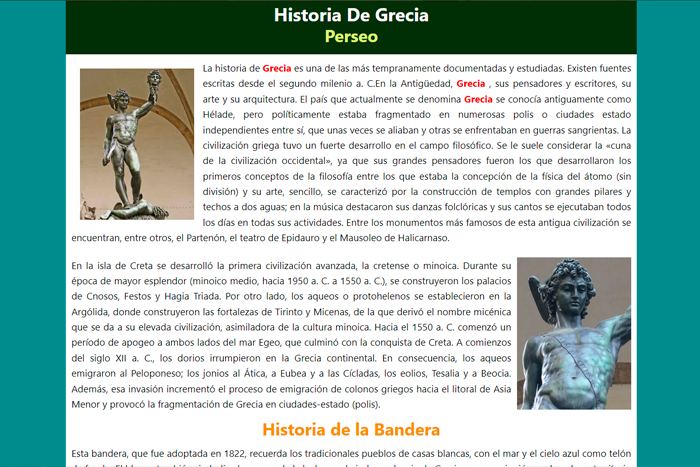 Historia De Grecia
Perseo
La historia de Grecia es una de las más tempranamente documentadas y estudiadas. Existen fuentes
escritas desde el segundo milenio a. C.En la Antigüedad, Grecia , sus pensadores y escritores, su
arte y su arquitectura. El país que actualmente se denomina Grecia se conocía antiguamente como
Hélade, pero políticamente estaba fragmentado en numerosas polis o ciudades estado
independientes entre sí, que unas veces se aliaban y otras se enfrentaban en guerras sangrientas. La
civilización griega tuvo un fuerte desarrollo en el campo filosófico. Se le suele considerar la «cuna
de la civilización occidental», ya que sus grandes pensadores fueron los que desarrollaron los
primeros conceptos de la filosofía entre los que estaba la concepción de la física del átomo (sin
división) y su arte, sencillo, se caracterizó por la construcción de templos con grandes pilares y
techos a dos aguas; en la música destacaron sus danzas folclóricas y sus cantos se ejecutaban todos
los días en todas sus actividades. Entre los monumentos más famosos de esta antigua civilización se
encuentran, entre otros, el Partenón, el teatro de Epidauro y el Mausoleo de Halicarnaso.
En la isla de Creta se desarrolló la primera civilización avanzada, la cretense o minoica. Durante su
época de mayor esplendor (minoico medio, hacia 1950 a. C. a 1550 a. C.), se construyeron los palacios
de Cnosos, Festos y Hagia Triada. Por otro lado, los aqueos o protohelenos se establecieron en la
Argólida, donde construyeron las fortalezas de Tirinto y Micenas, de la que derivó el nombre micénica
que se da a su elevada civilización, asimiladora de la cultura minoica. Hacia el 1550 a. C. comenzó un
período de apogeo a ambos lados del mar Egeo, que culminó con la conquista de Creta. A comienzos
del siglo XII a. C., los dorios irrumpieron en la Grecia continental. En consecuencia, los aqueos
emigraron al Peloponeso; los jonios al Ática, a Eubea y a las Cícladas, los eolios, Tesalia y a Beocia.
Además, esa invasión incrementó el proceso de emigración de colonos griegos hacia el litoral de Asia
Menor y provocó la fragmentación de Grecia en ciudades-estado (polis).
Historia de la Bandera
Esta bandera, que fue adoptada en 1822, recuerda los tradicionales pueblos de casas blancas, con el mar y el cielo azul como telón